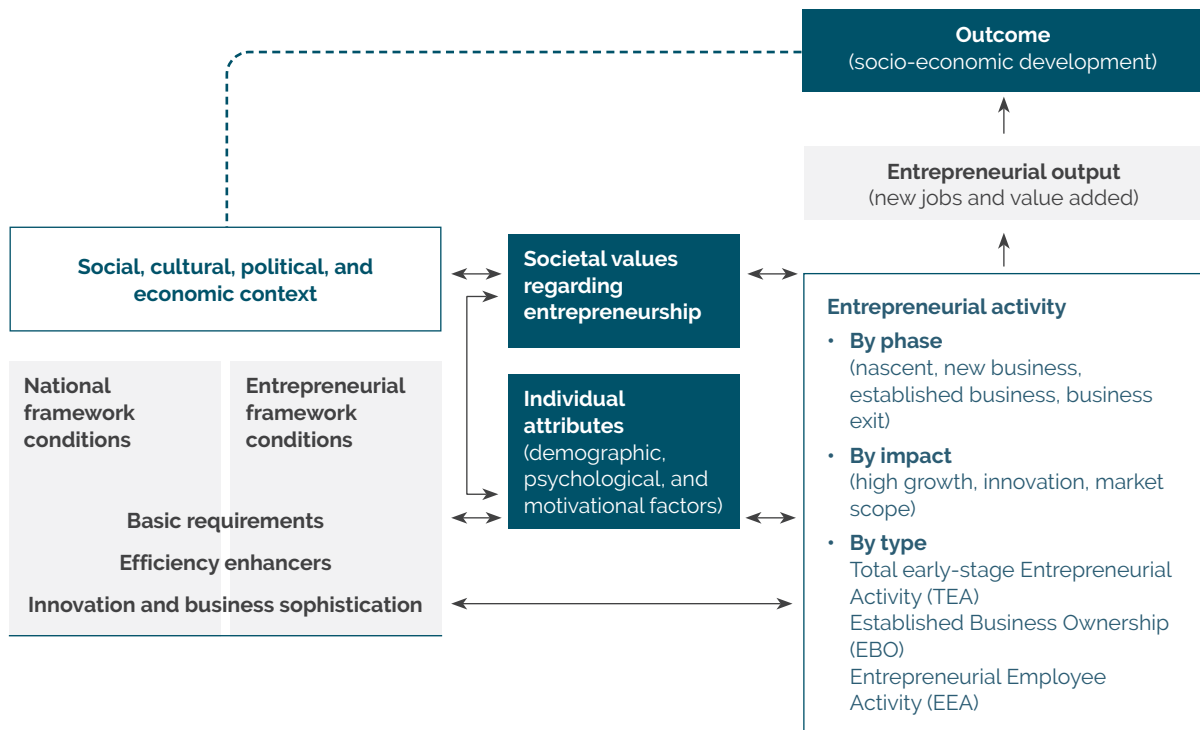 Outcome
(socio-economic development)
Entrepreneurial output
(new jobs and value added)
Social, cultural, political, and
economic context
Societal values
regarding
entrepreneurship
National
framework
conditions
Entrepreneurial
framework
conditions
Basic requirements
Efficiency enhancers
Innovation and business sophistication
Individual
attributes
(demographic,
psychological, and
motivational factors)
Entrepreneurial activity
• By phase
(nascent, new business,
established business, business
exit)
• By impact
(high growth, innovation, market
scope)
• By type
Total early-stage Entrepreneurial
Activity (TEA)
Established Business Ownership
(EBO)
Entrepreneurial Employee
Activity (EEA)